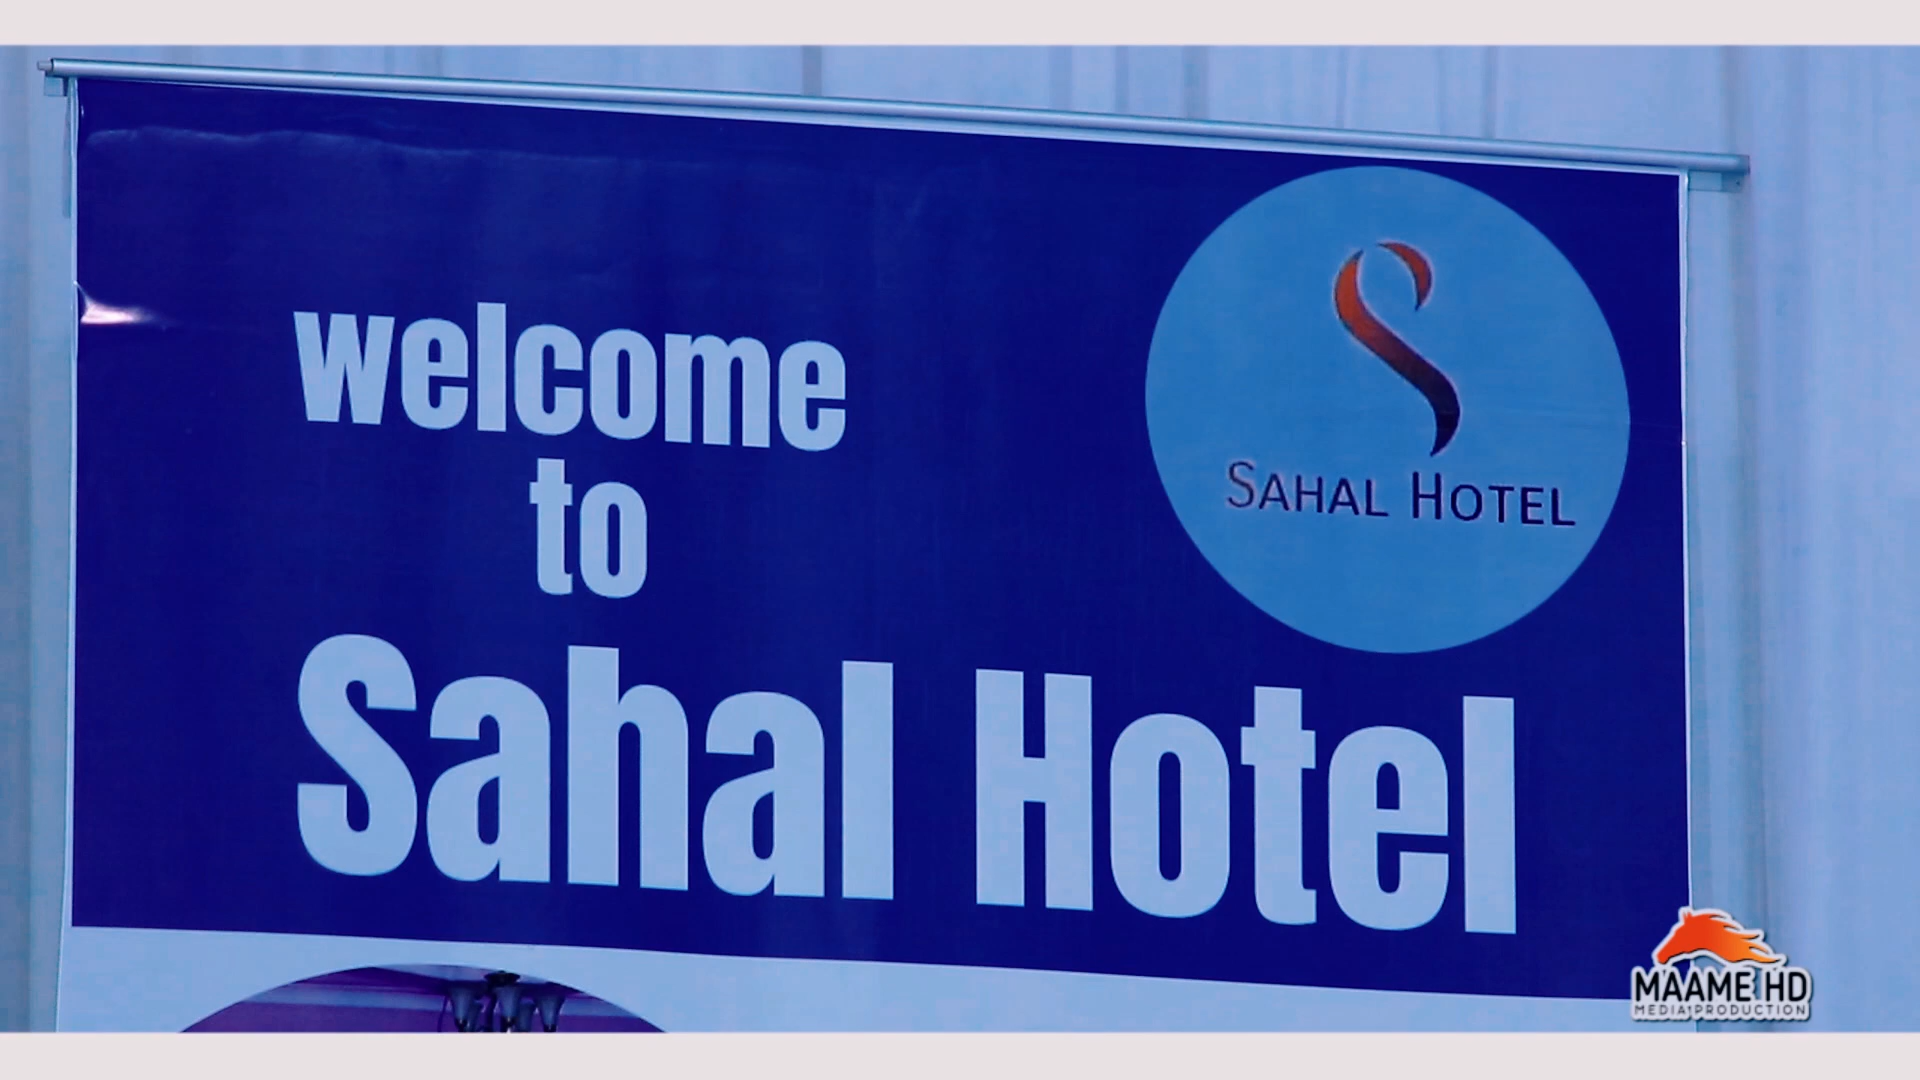 welcome
to
Sahal Hotel
SAHAL HOTEL
MAAME HD
MEDIA PRODUCTION